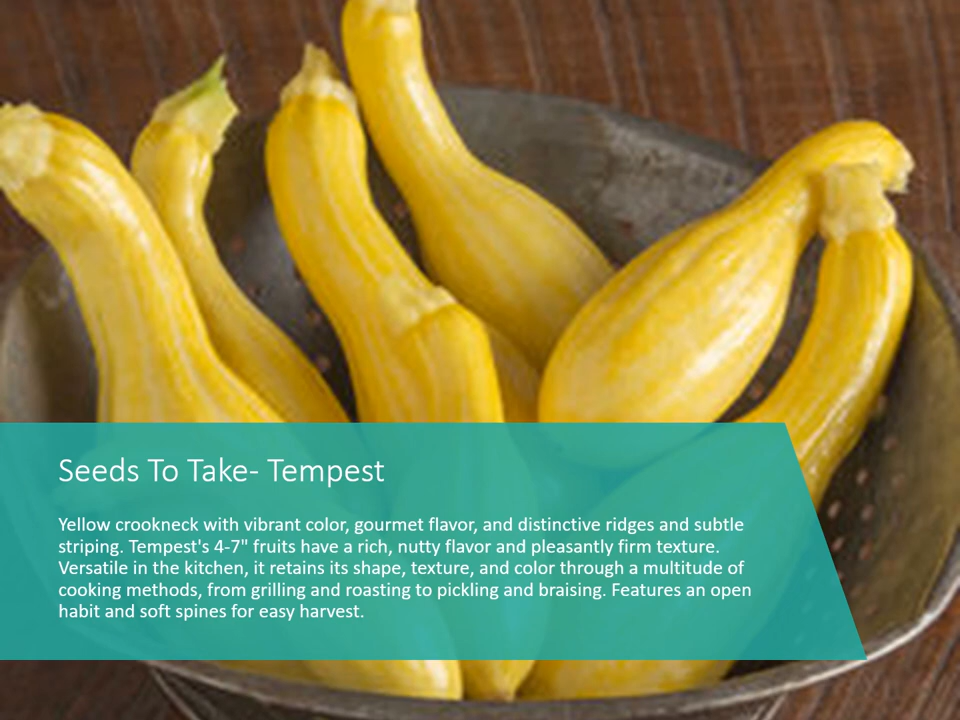 Seeds To Take- Tempest
Yellow crookneck with vibrant color, gourmet flavor, and distinctive ridges and subtle
striping. Tempest's 4-7" fruits have a rich, nutty flavor and pleasantly firm texture.
Versatile in the kitchen, it retains its shape, texture, and color through a multitude of
cooking methods, from grilling and roasting to pickling and braising. Features an open
habit and soft spines for easy harvest.